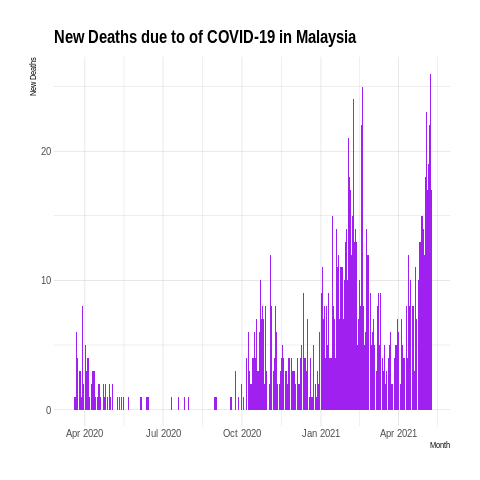 New Deaths due to of COVID-19 in Malaysia
New Deaths
20
10
0
Apr 2020 Jul 2020 Oct 2020 Jan 2021 Apr 2021
Month